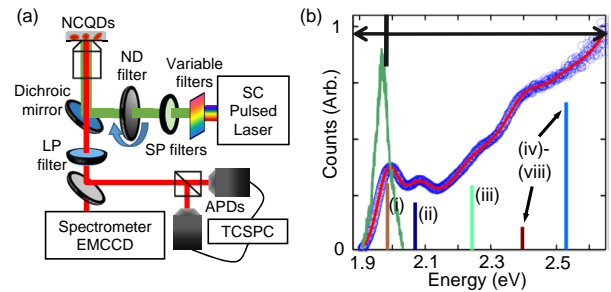 (a)
NCQDs
ND
filter
Variable
filters
Dichroic
mirror
SC
Pulsed
Laser
SP filters
LP
filter
APDs
Spectrometer
EMCCD
TCSPC
(b)
1
Counts (Arb.)
0
(i)
(ii)
(iii)
(iv)-
(viii)
1.9
2.1
2.3
2.5
Energy (eV)